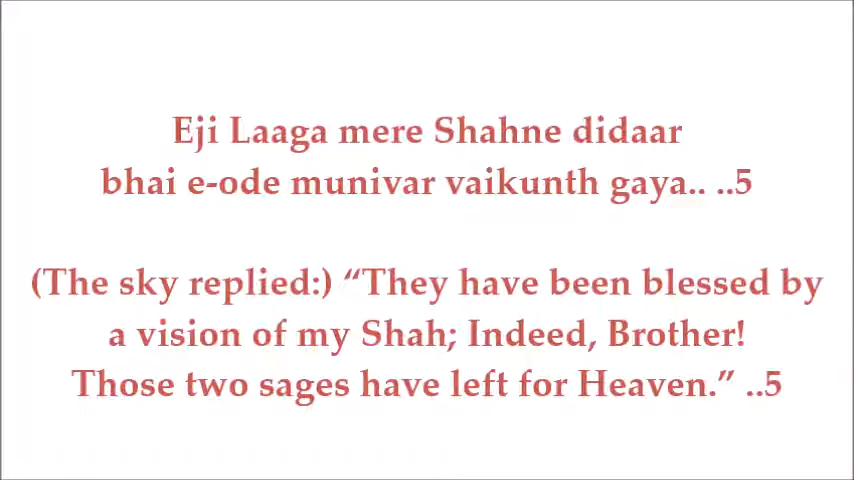 Eji Laaga mere Shahne didaar
bhai e-ode munivar vaikunth gaya.. ..5
(The sky replied:) “They have been blessed by
a vision of my Shah; Indeed, Brother!
Those two sages have left for Heaven.” ..5